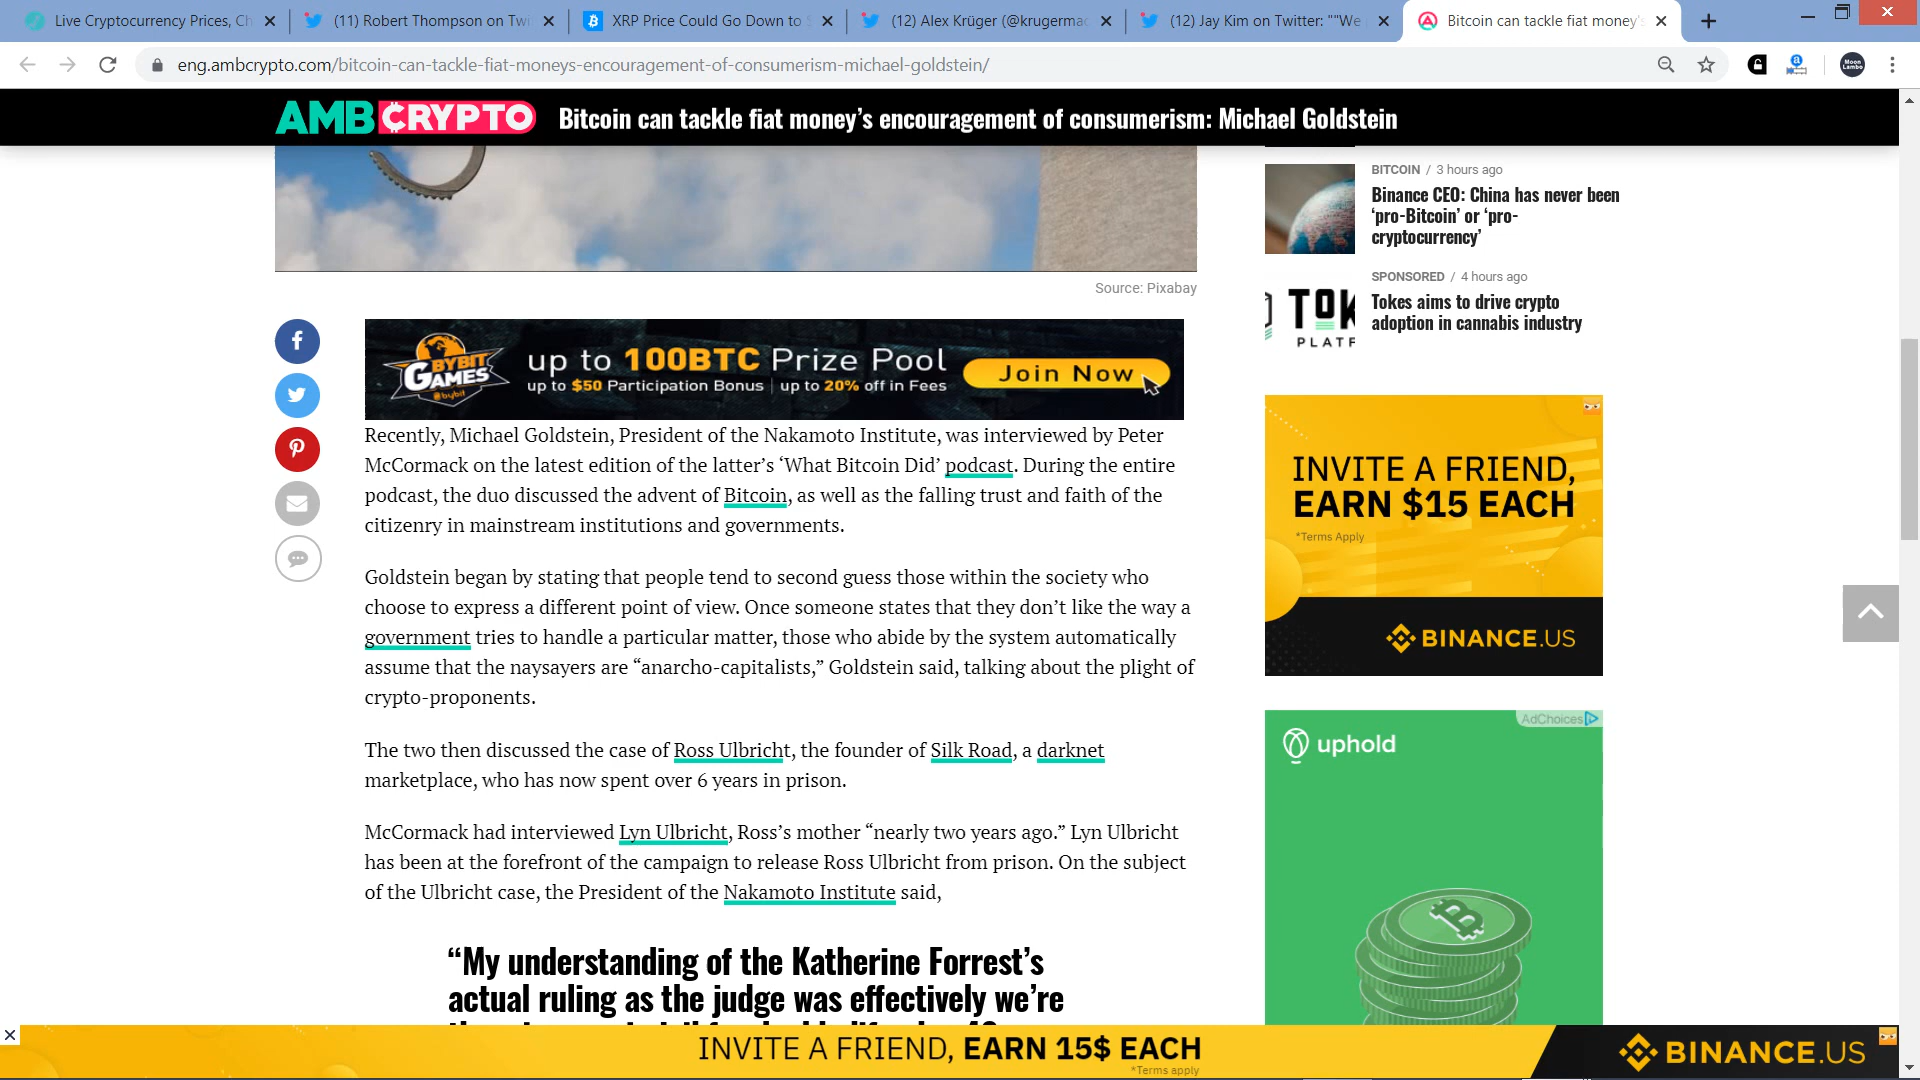 Live Cryptocurrency Prices, Ch
(11) Robert Thompson on Twi
XRP Price Could Go Down to
(12) Alex Krüger (@krugermac
(12) Jay Kim on Twitter: ""We
Bitcoin can tackle fiat money's
eng.ambcrypto.com/bitcoin-can-tackle-fiat-moneys-encouragement-of-consumerism-michael-goldstein/
AMBCRYPTO
Bitcoin can tackle fiat money’s encouragement of consumerism: Michael Goldstein
Source: Pixabay
BYBIT GAMES
@bybit
up to 100BTC Prize Pool
up to $50 Participation Bonus | up to 20% off in Fees
Join Now
Recently, Michael Goldstein, President of the Nakamoto Institute, was interviewed by Peter
McCormack on the latest edition of the latter’s ‘What Bitcoin Did’ podcast. During the entire
podcast, the duo discussed the advent of Bitcoin, as well as the falling trust and faith of the
citizenry in mainstream institutions and governments.
Goldstein began by stating that people tend to second guess those within the society who
choose to express a different point of view. Once someone states that they don’t like the way a
government tries to handle a particular matter, those who abide by the system automatically
assume that the naysayers are “anarcho-capitalists,” Goldstein said, talking about the plight of
crypto-proponents.
The two then discussed the case of Ross Ulbricht, the founder of Silk Road, a darknet
marketplace, who has now spent over 6 years in prison.
McCormack had interviewed Lyn Ulbricht, Ross’s mother “nearly two years ago.” Lyn Ulbricht
has been at the forefront of the campaign to release Ross Ulbricht from prison. On the subject
of the Ulbricht case, the President of the Nakamoto Institute said,
“My understanding of the Katherine Forrest’s
actual ruling as the judge was effectively we’re
BITCOIN / 3 hours ago
Binance CEO: China has never been
‘pro-Bitcoin’ or ‘pro-
cryptocurrency’
TOK
PLATF
SPONSORED / 4 hours ago
Tokes aims to drive crypto
adoption in cannabis industry
INVITE A FRIEND,
EARN $15 EACH
*Terms Apply
BINANCE.US
AdChoices
uphold
INVITE A FRIEND, EARN 15$ EACH
*Terms apply
BINANCE.US